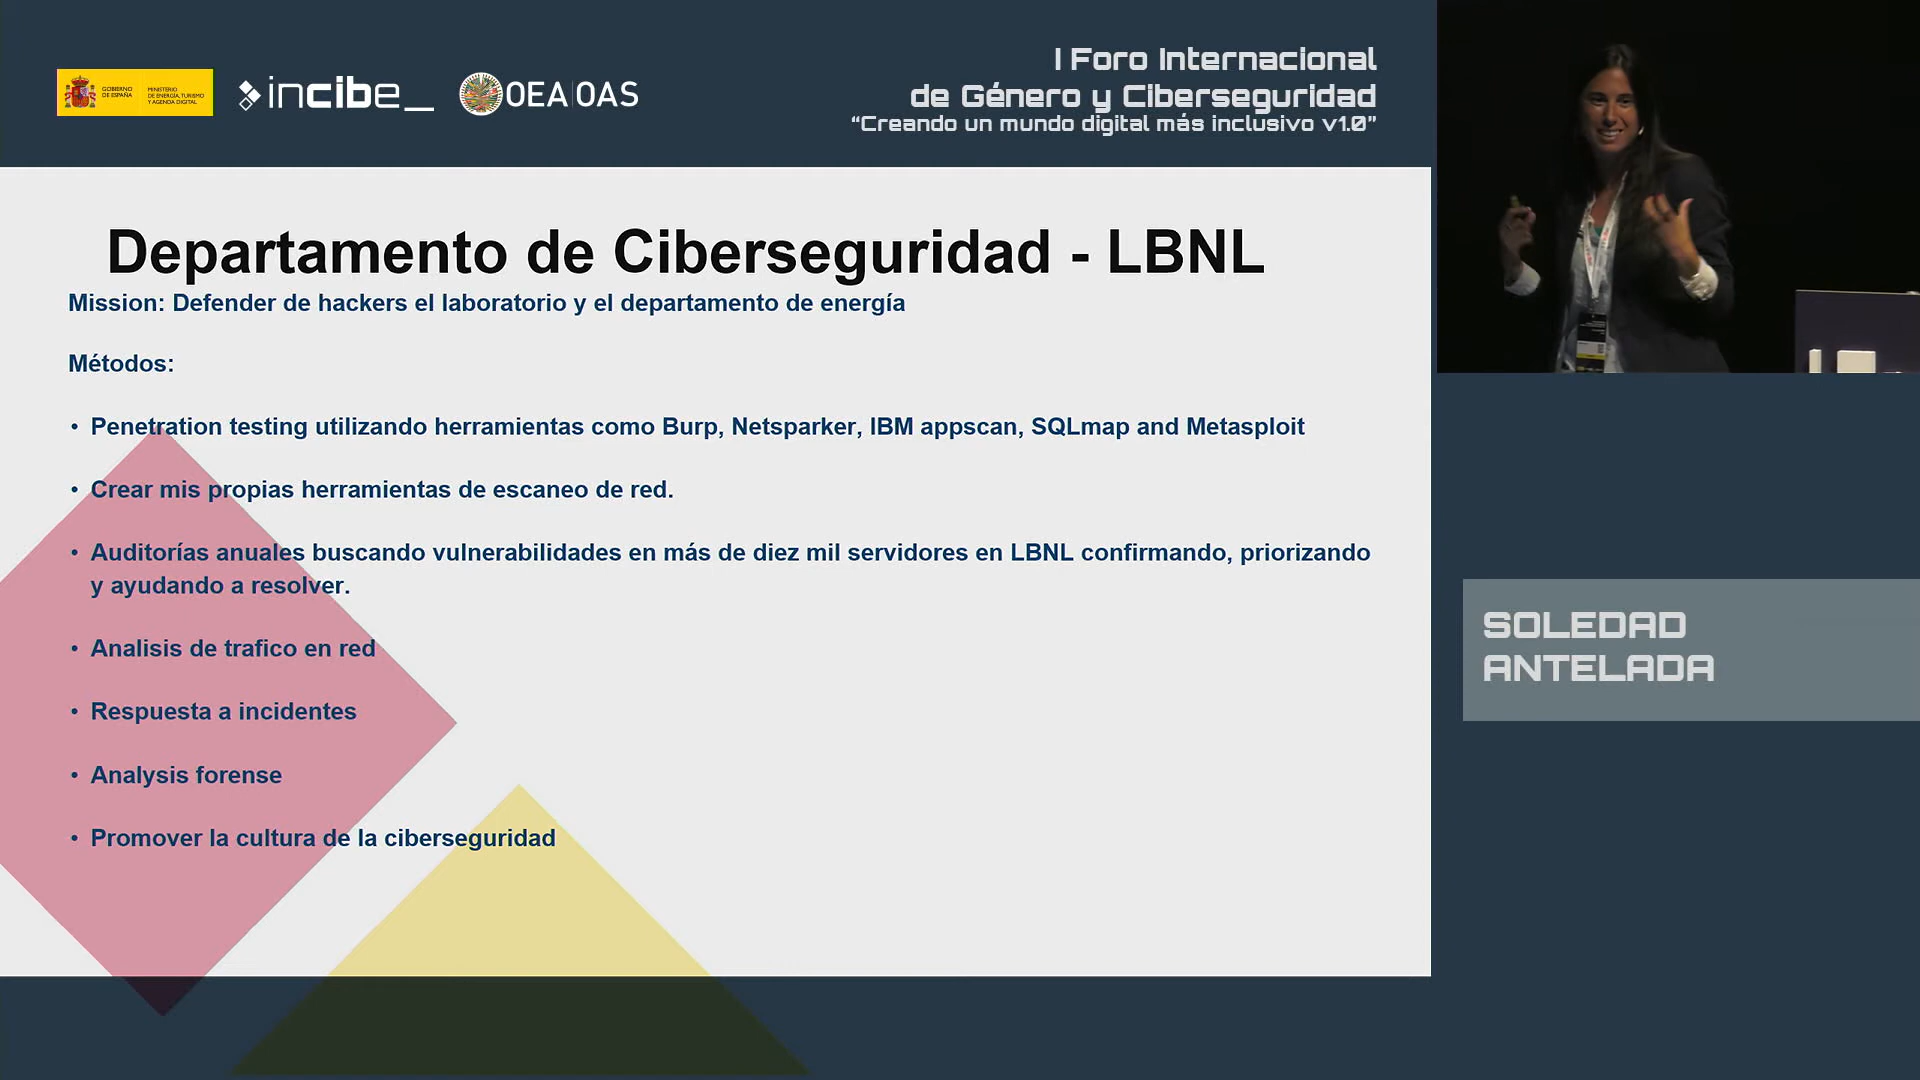 GOBIERNO
DE ESPAÑA
MINISTERIO
DE ENERGÍA, TURISMO
Y AGENDA DIGITAL
incibe_
OEA|OAS
I Foro Internacional
de Género y Ciberseguridad
“Creando un mundo digital más inclusivo v1.0”
Departamento de Ciberseguridad - LBNL
Mission: Defender de hackers el laboratorio y el departamento de energía
Métodos:
• Penetration testing utilizando herramientas como Burp, Netsparker, IBM appscan, SQLmap and Metasploit
• Crear mis propias herramientas de escaneo de red.
• Auditorías anuales buscando vulnerabilidades en más de diez mil servidores en LBNL confirmando, priorizando
y ayudando a resolver.
• Analisis de trafico en red
• Respuesta a incidentes
• Analysis forense
• Promover la cultura de la ciberseguridad
SOLEDAD
ANTELADA